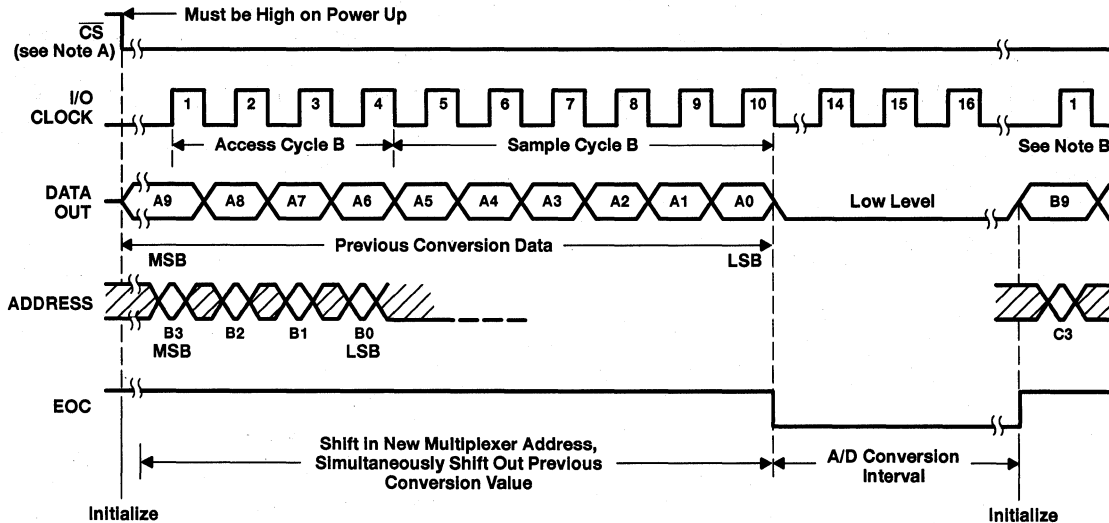 Must be High on Power Up
CS
(see Note A)
I/O
CLOCK
1 2 3 4 5 6 7 8 9 10 14 15 16 1
Access Cycle B
Sample Cycle B
See Note B
DATA
OUT
A9 A8 A7 A6 A5 A4 A3 A2 A1 A0
Low Level
B9
Previous Conversion Data
MSB
LSB
ADDRESS
B3 B2 B1 B0
MSB LSB
C3
EOC
Shift in New Multiplexer Address,
Simultaneously Shift Out Previous
Conversion Value
A/D Conversion
Interval
Initialize
Initialize